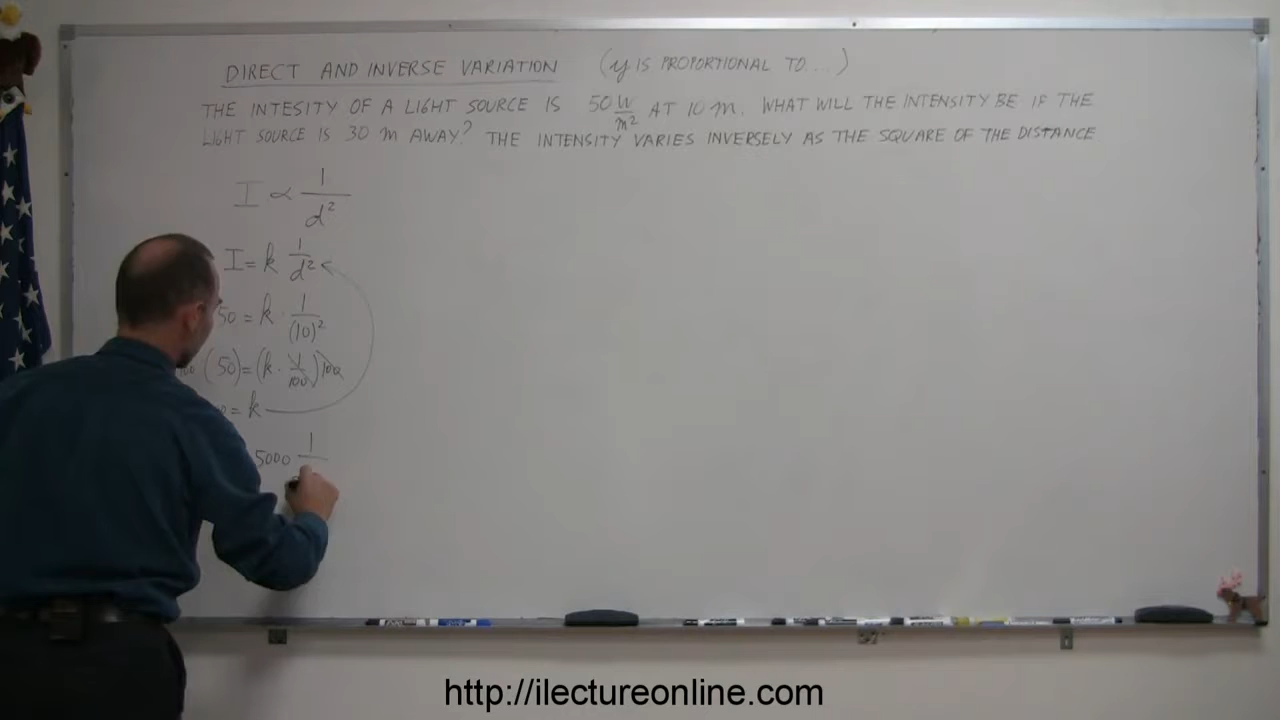 DIRECT AND INVERSE VARIATION (y IS PROPORTIONAL TO....)
THE INTESITY OF A LIGHT SOURCE IS 50 W/m² AT 10 m. WHAT WILL THE INTENSITY BE IF THE
LIGHT SOURCE IS 30 m AWAY? THE INTENSITY VARIES INVERSELY AS THE SQUARE OF THE DISTANCE
I ∝ 1/d²
I = k 1/d²
50 = k · 1/(10)²
(50) = (k · 1/100) 100
= k
5000 1
http://ilectureonline.com